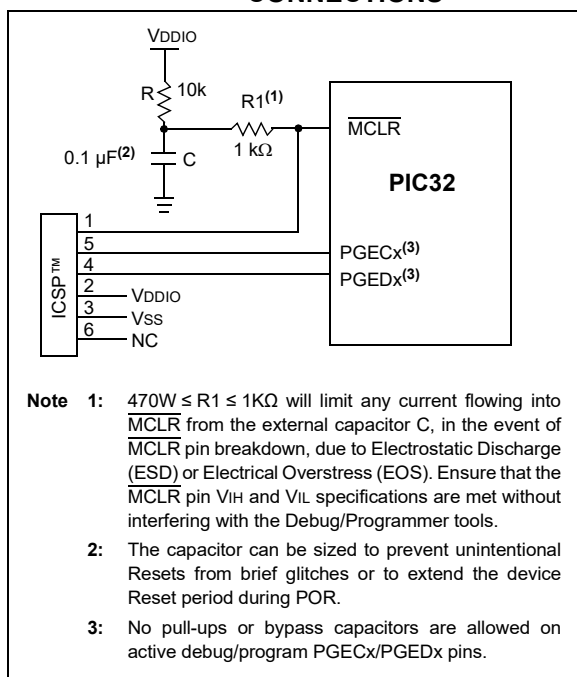 CONNECTIONS
VDDIO
R 10k
R1(1)
1 kΩ
0.1 µF(2) C
MCLR
PIC32
PGECx(3)
PGEDx(3)
ICSP™
1
5
4
2 VDDIO
3 VSS
6 NC
Note 1: 470W ≤ R1 ≤ 1KΩ will limit any current flowing into
MCLR from the external capacitor C, in the event of
MCLR pin breakdown, due to Electrostatic Discharge
(ESD) or Electrical Overstress (EOS). Ensure that the
MCLR pin VIH and VIL specifications are met without
interfering with the Debug/Programmer tools.
2: The capacitor can be sized to prevent unintentional
Resets from brief glitches or to extend the device
Reset period during POR.
3: No pull-ups or bypass capacitors are allowed on
active debug/program PGECx/PGEDx pins.